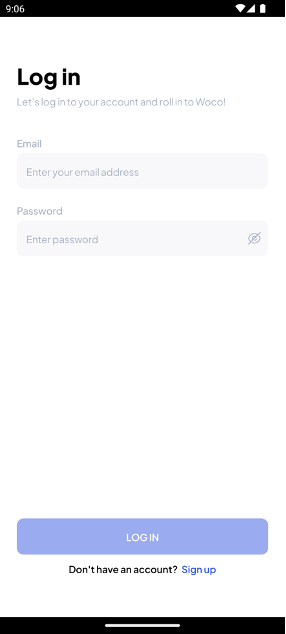 9:06
Log in
Let's log in to your account and roll in to Woco!
Email
Enter your email address
Password
Enter password
LOG IN
Don't have an account? Sign up